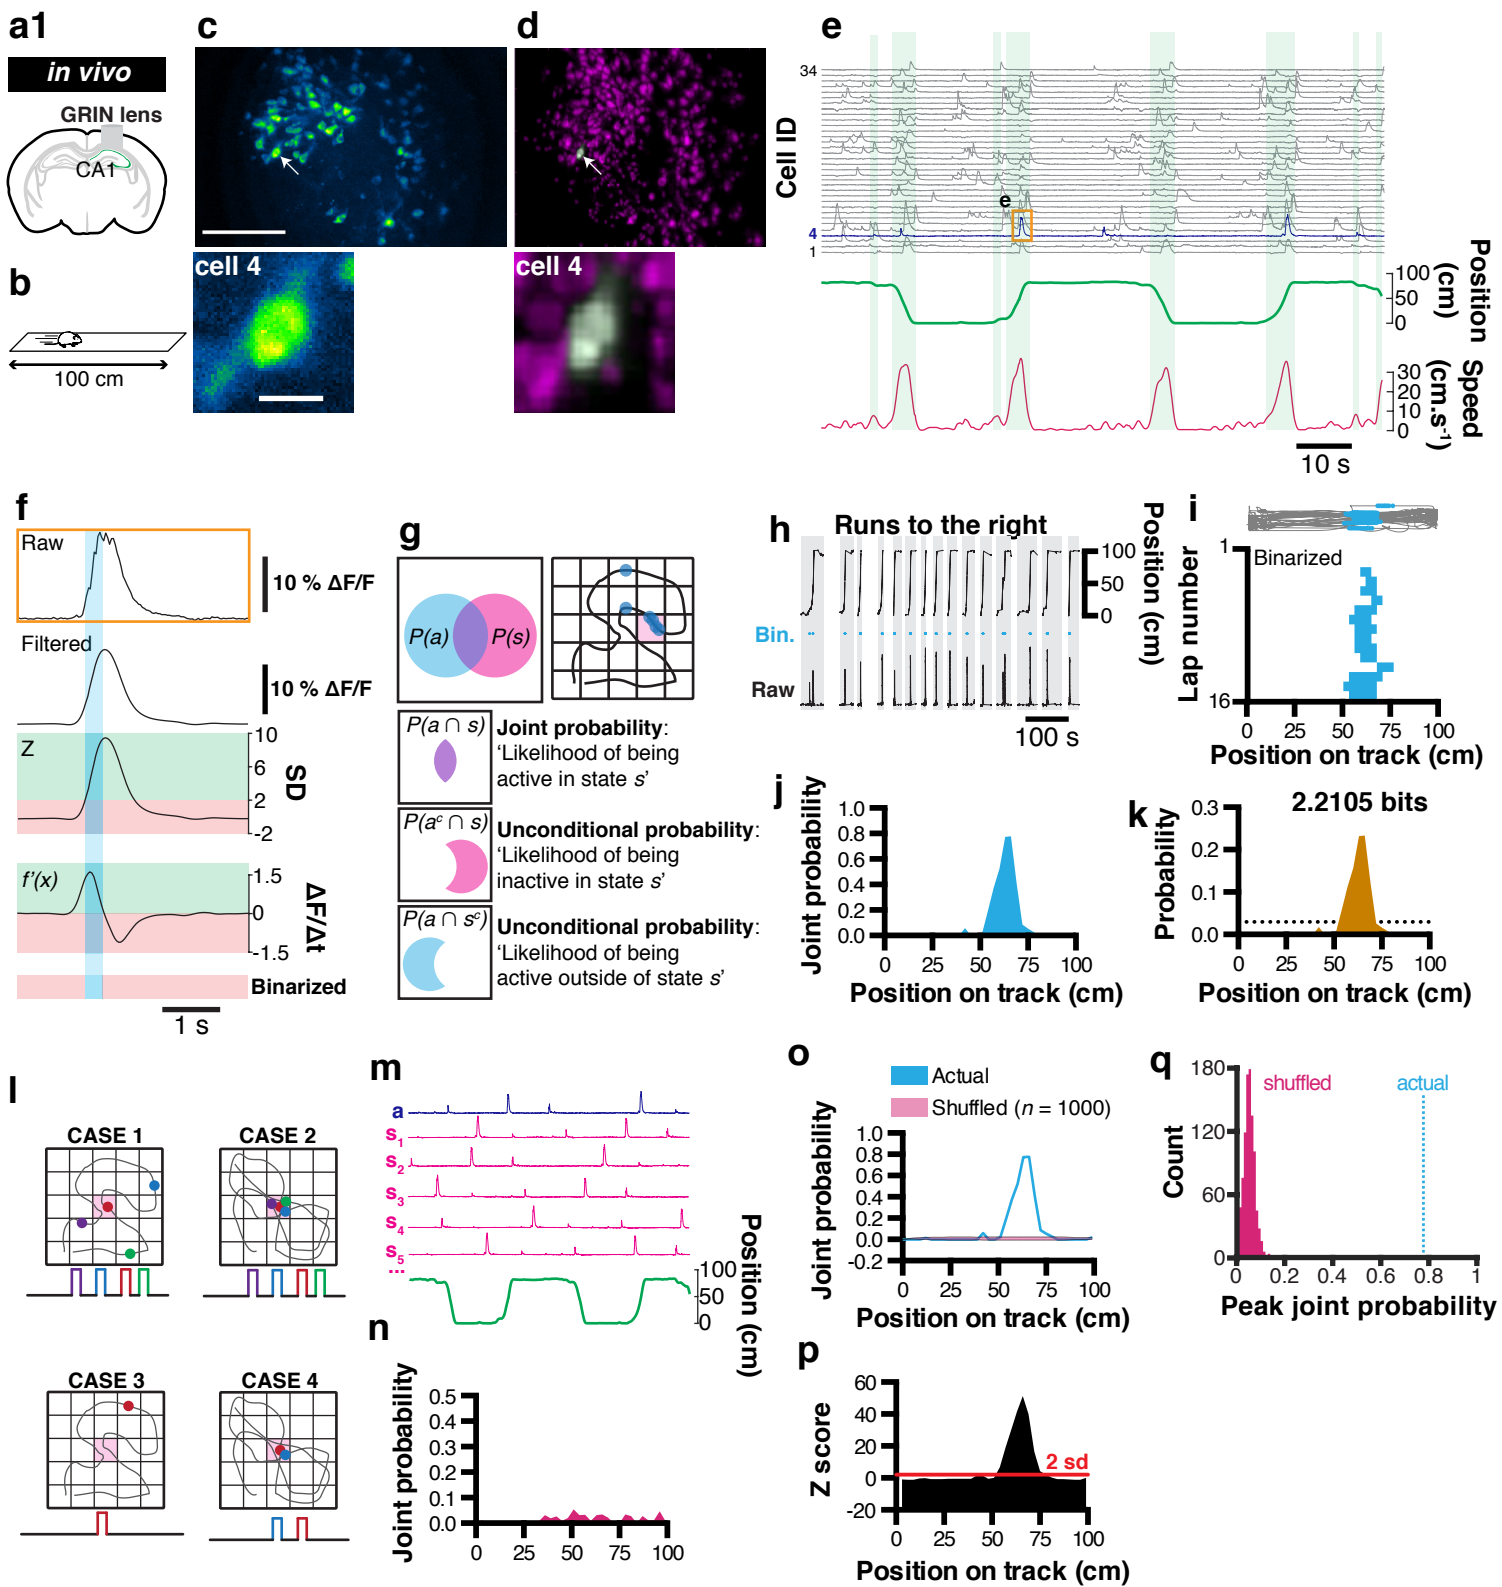 a1
in vivo
GRIN lens
CA1
b
100 cm
c
cell 4
d
cell 4
e
Cell ID
34
e
4
1
Position
(cm)
100
50
0
Speed
(cm.s-1)
30
20
10
0
10 s
f
Raw
10 % ΔF/F
Filtered
10 % ΔF/F
Z
10
6
2
-2
SD
f'(x)
1.5
0
-1.5
ΔF/Δt
Binarized
1 s
g
P(a)
P(s)
P(a ∩ s)
Joint probability:
'Likelihood of being
active in state s'
P(aᶜ ∩ s)
Unconditional probability:
'Likelihood of being
inactive in state s'
P(a ∩ sᶜ)
Unconditional probability:
'Likelihood of being
active outside of state s'
h
Runs to the right
100
50
0
Position (cm)
Bin.
Raw
100 s
i
Lap number
1
Binarized
16
0 25 50 75 100
Position on track (cm)
j
Joint probability
1.0
0.8
0.6
0.4
0.2
0.0
0 25 50 75 100
Position on track (cm)
k
2.2105 bits
Probability
0.3
0.2
0.1
0.0
0 25 50 75 100
Position on track (cm)
l
CASE 1
CASE 2
CASE 3
CASE 4
m
a
s1
s2
s3
s4
s5
...
100
50
0
Position (cm)
n
Joint probability
0.5
0.4
0.3
0.2
0.1
0.0
0 25 50 75 100
o
Actual
Shuffled (n = 1000)
Joint probability
1.0
0.8
0.6
0.4
0.2
0.0
-0.2
0 25 50 75 100
Position on track (cm)
p
Z score
60
40
20
0
-20
2 sd
0 25 50 75 100
Position on track (cm)
q
Count
180
120
60
0
shuffled
actual
0 0.2 0.4 0.6 0.8 1
Peak joint probability